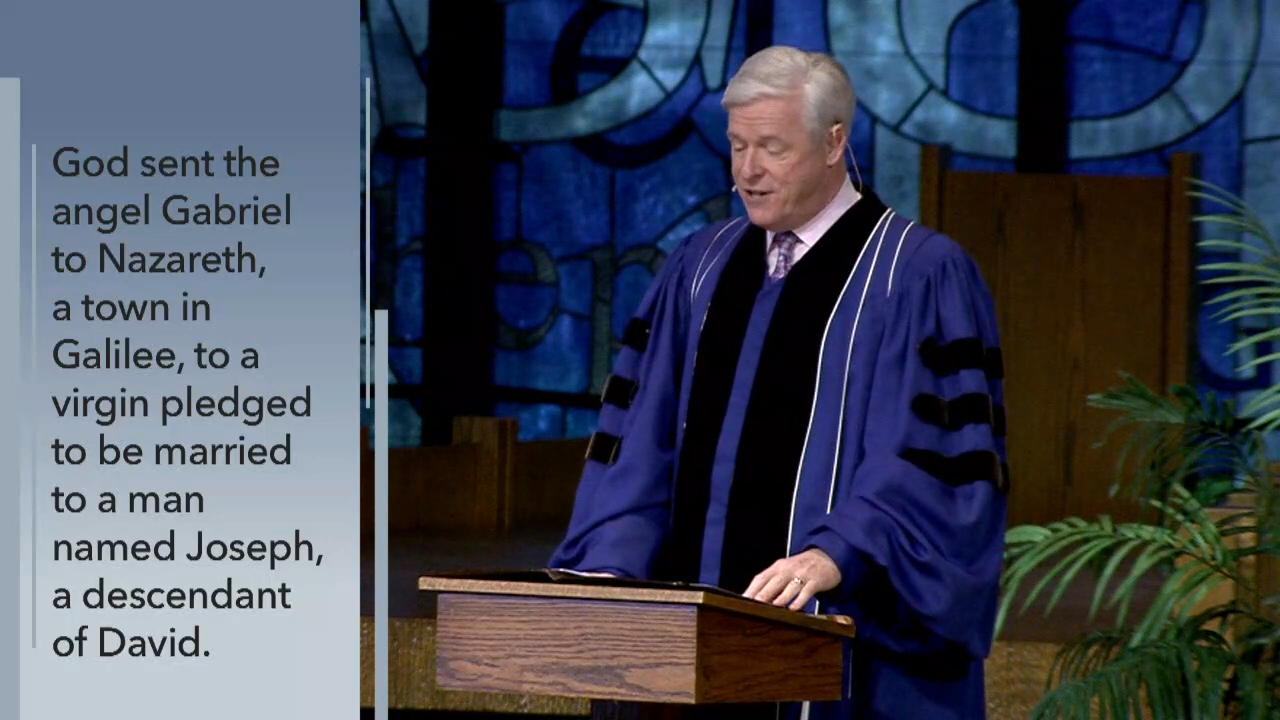 God sent the
angel Gabriel
to Nazareth,
a town in
Galilee, to a
virgin pledged
to be married
to a man
named Joseph,
a descendant
of David.